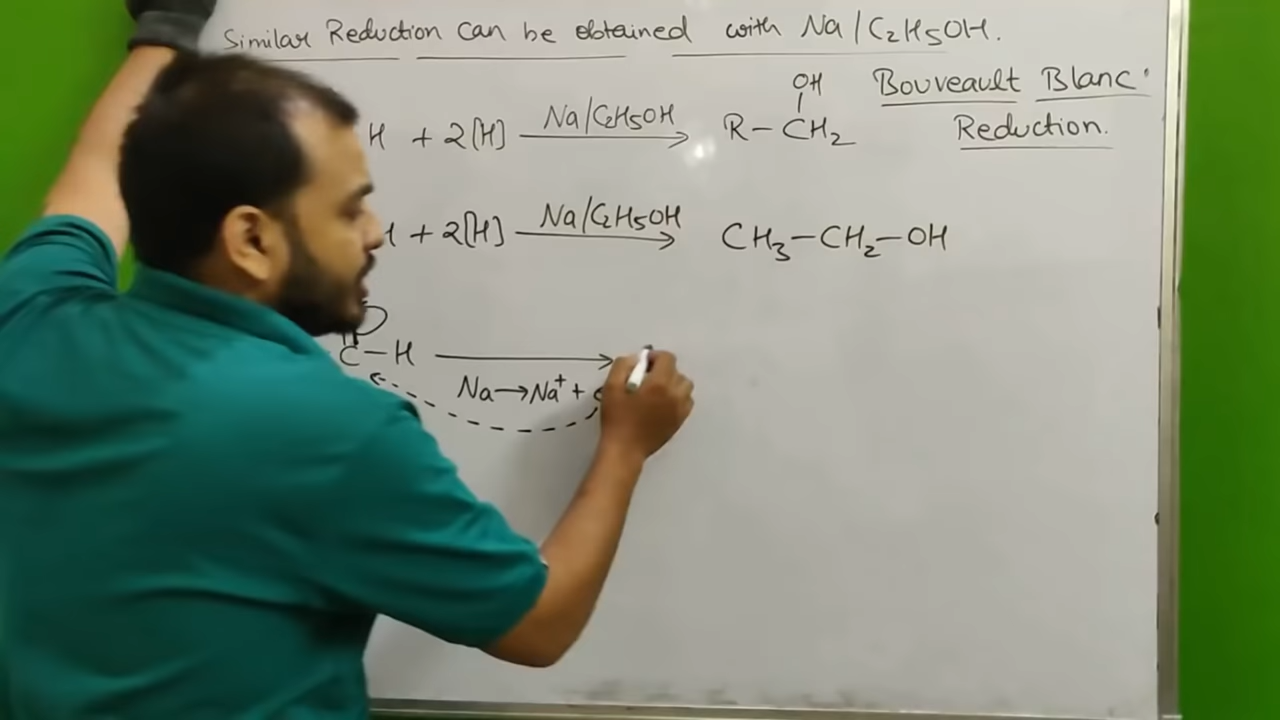 Similar Reduction can be obtained with Na/C₂H₅OH.
Bouveault Blanc
Reduction.
H + 2[H] Na/C₂H₅OH → R-CH₂
OH
+ 2[H] Na/C₂H₅OH → CH₃-CH₂-OH
C-H →
Na→Na⁺ +